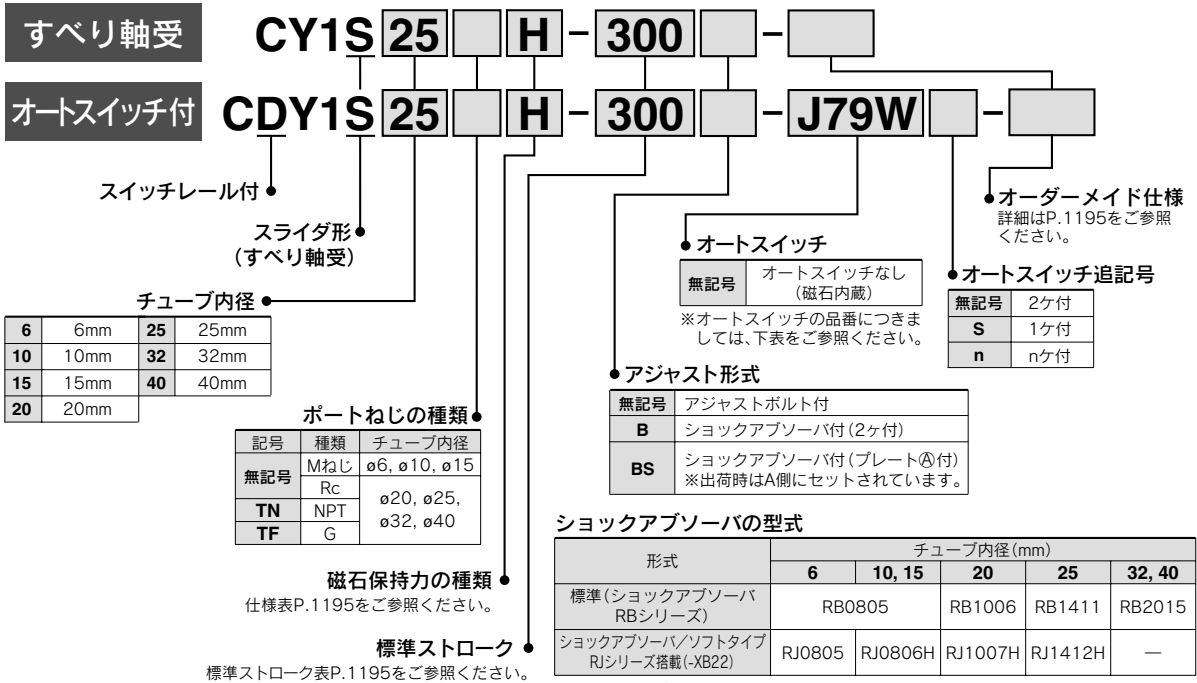 すべり軸受
CY1S 25 H - 300 -
オートスイッチ付
CDY1S 25 H - 300 - J79W -
スイッチレール付
スライダ形
(すべり軸受)
チューブ内径
6 6mm 25 25mm
10 10mm 32 32mm
15 15mm 40 40mm
20 20mm
ポートねじの種類
記号 種類 チューブ内径
無記号 Mねじ ø6, ø10, ø15
Rc ø20, ø25, ø32, ø40
TN NPT
TF G
磁石保持力の種類
仕様表P.1195をご参照ください。
標準ストローク
標準ストローク表P.1195をご参照ください。
オートスイッチ
無記号 オートスイッチなし
(磁石内蔵)
※オートスイッチの品番につきま
しては、下表をご参照ください。
アジャスト形式
無記号 アジャストボルト付
B ショックアブソーバ付(2ヶ付)
BS ショックアブソーバ付(プレートⒶ付)
※出荷時はA側にセットされています。
オーダーメイド仕様
詳細はP.1195をご参照
ください。
オートスイッチ追記号
無記号 2ケ付
S 1ケ付
n nケ付
ショックアブソーバの型式
形式 チューブ内径(mm)
6 10, 15 20 25 32, 40
標準(ショックアブソーバ
RBシリーズ) RB0805 RB1006 RB1411 RB2015
ショックアブソーバ/ソフトタイプ
RJシリーズ搭載(-XB22) RJ0805 RJ0806H RJ1007H RJ1412H —